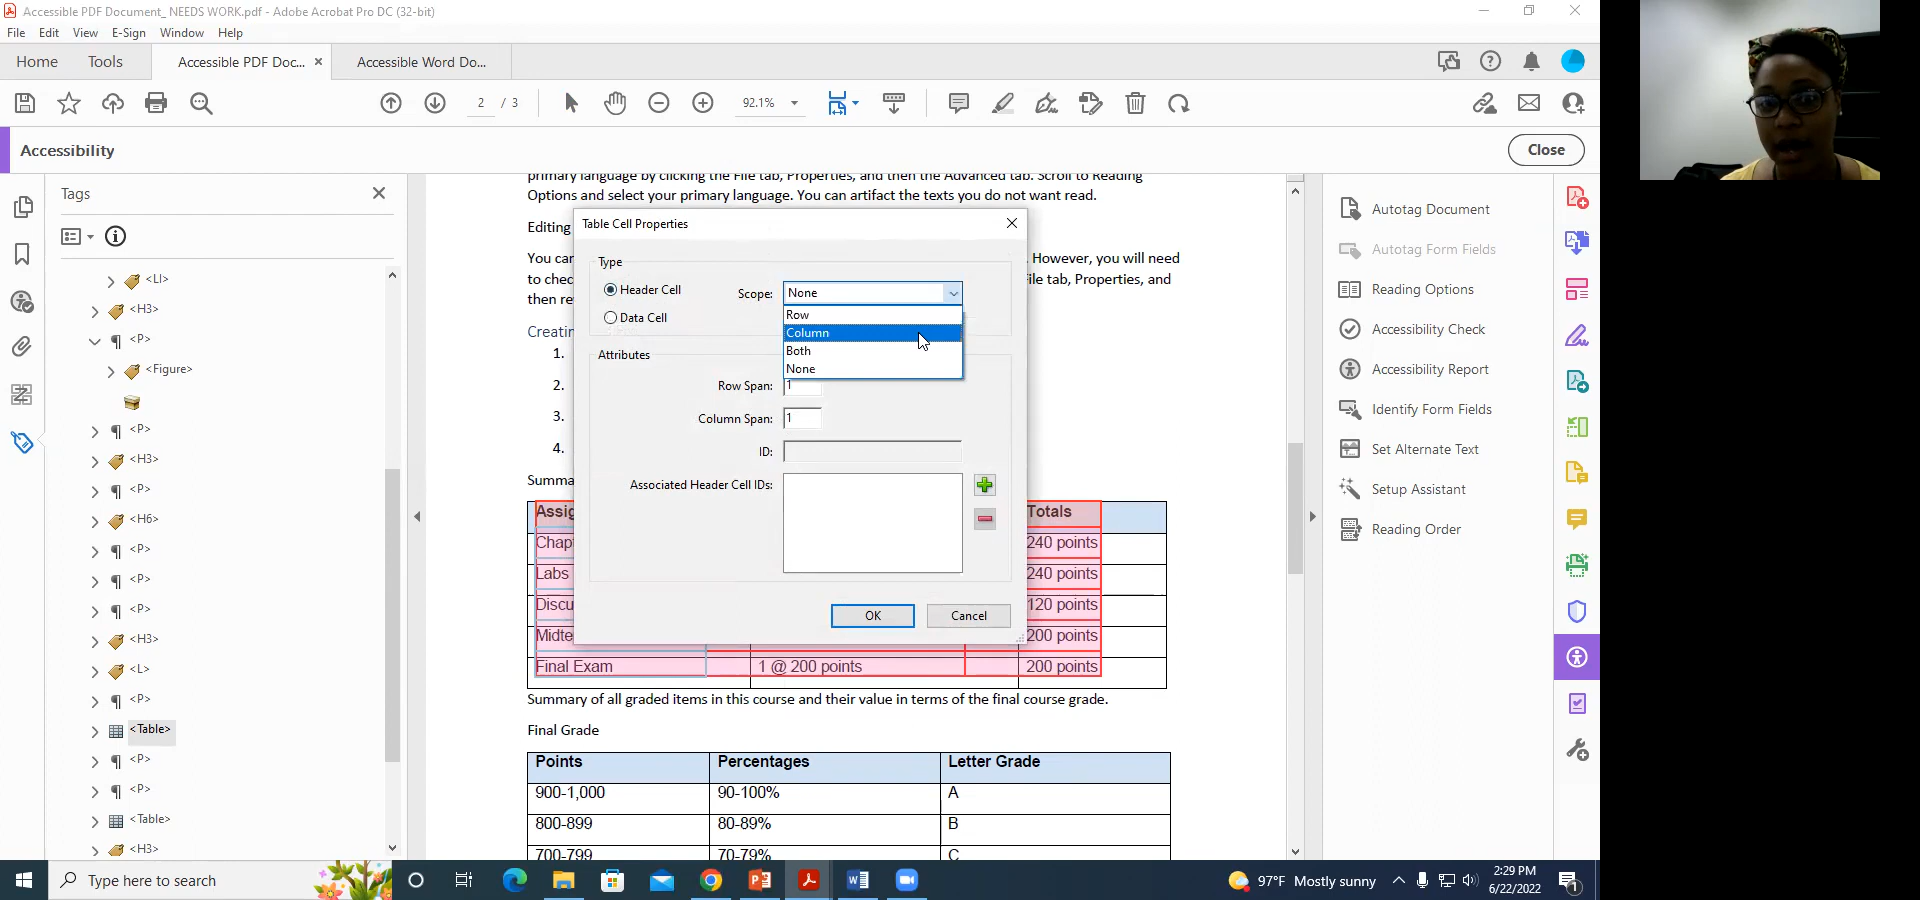 Accessible PDF Document_ NEEDS WORK.pdf - Adobe Acrobat Pro DC (32-bit)
File Edit View E-Sign Window Help
Home Tools Accessible PDF Doc... × Accessible Word Do...
2 / 3 92.1%
Accessibility Close
Tags
<LI>
<H3>
<P>
<Figure>
<P>
<H3>
<P>
<H6>
<P>
<P>
<P>
<H3>
<L>
<P>
<Table>
<P>
<P>
<Table>
<H3>
primary language by clicking the File tab, Properties, and then the Advanced tab. Scroll to Reading
Options and select your primary language. You can artifact the texts you do not want read.
Editing
You can
However, you will need
to chec
File tab, Properties, and
then re
Creatin
1.
2.
3.
4.
Summa
Table Cell Properties
Type
Header Cell
Data Cell
Scope: None
Row
Column
Both
None
Attributes
Row Span: 1
Column Span: 1
ID:
Associated Header Cell IDs:
OK Cancel
Assig Totals
Chapt 240 points
Labs 240 points
Discu 120 points
Midte 200 points
Final Exam 1 @ 200 points 200 points
Summary of all graded items in this course and their value in terms of the final course grade.
Final Grade
Points Percentages Letter Grade
900-1,000 90-100% A
800-899 80-89% B
700-799 70-79% C
Autotag Document
Autotag Form Fields
Reading Options
Accessibility Check
Accessibility Report
Identify Form Fields
Set Alternate Text
Setup Assistant
Reading Order
Type here to search
97°F Mostly sunny
2:29 PM
6/22/2022
1